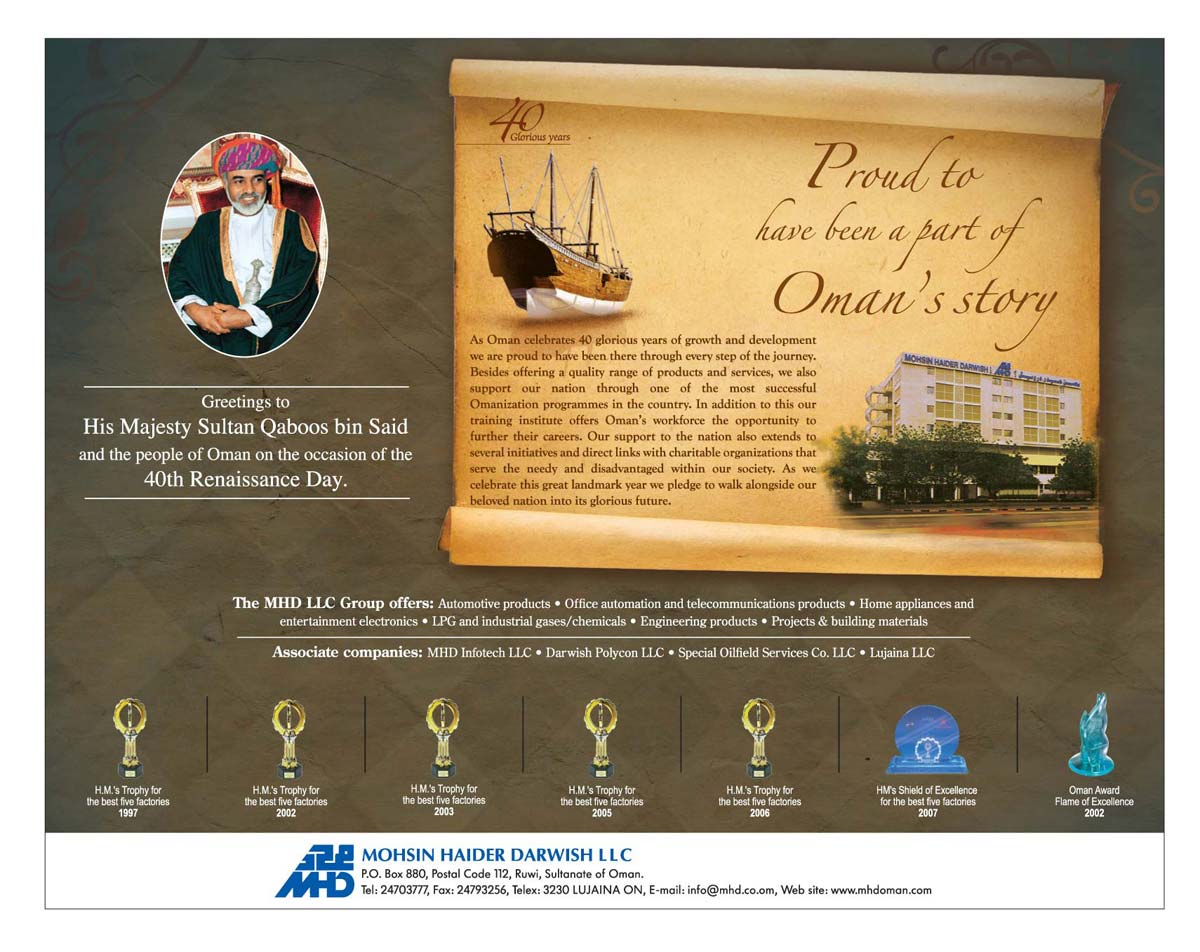 40
Glorious years
Proud to
have been a part of
Oman's story
As Oman celebrates 40 glorious years of growth and development
we are proud to have been there through every step of the journey.
Besides offering a quality range of products and services, we also
support our nation through one of the most successful
Omanization programmes in the country. In addition to this our
training institute offers Oman's workforce the opportunity to
further their careers. Our support to the nation also extends to
several initiatives and direct links with charitable organizations that
serve the needy and disadvantaged within our society. As we
celebrate this great landmark year we pledge to walk alongside our
beloved nation into its glorious future.
MOHSIN HAIDER DARWISH
Greetings to
His Majesty Sultan Qaboos bin Said
and the people of Oman on the occasion of the
40th Renaissance Day.
The MHD LLC Group offers: Automotive products • Office automation and telecommunications products • Home appliances and
entertainment electronics • LPG and industrial gases/chemicals • Engineering products • Projects & building materials
Associate companies: MHD Infotech LLC • Darwish Polycon LLC • Special Oilfield Services Co. LLC • Lujaina LLC
H.M.'s Trophy for
the best five factories
1997
H.M.'s Trophy for
the best five factories
2002
H.M.'s Trophy for
the best five factories
2003
H.M.'s Trophy for
the best five factories
2005
H.M.'s Trophy for
the best five factories
2006
HM's Shield of Excellence
for the best five factories
2007
Oman Award
Flame of Excellence
2002
MHD
MOHSIN HAIDER DARWISH LLC
P.O. Box 880, Postal Code 112, Ruwi, Sultanate of Oman.
Tel: 24703777, Fax: 24793256, Telex: 3230 LUJAINA ON, E-mail: info@mhd.co.om, Web site: www.mhdoman.com